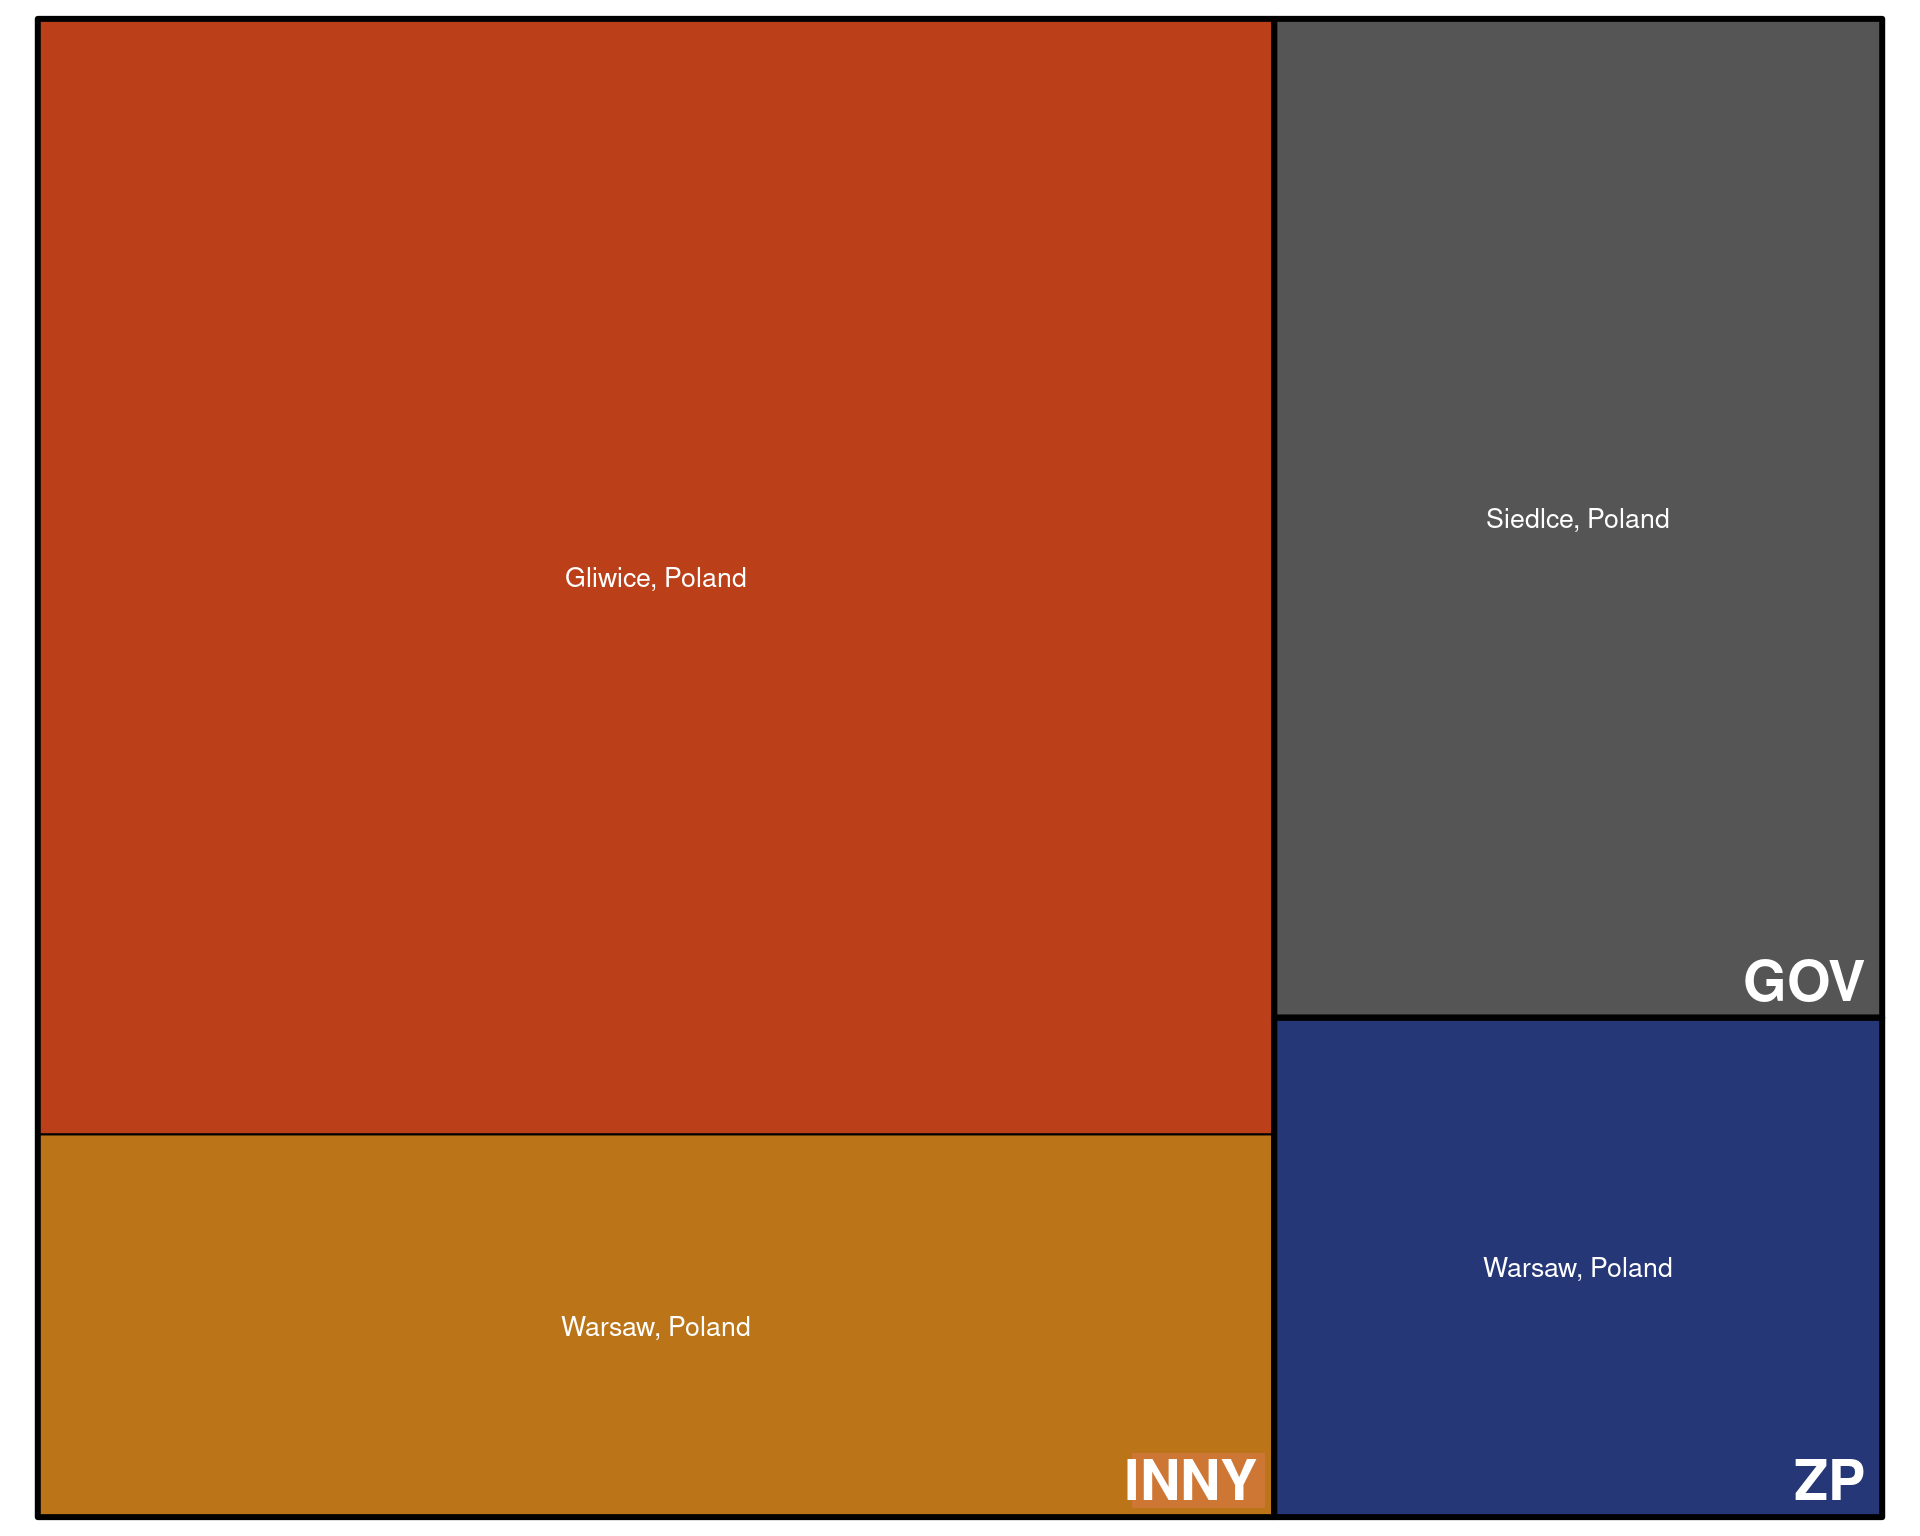 Gliwice, Poland
Warsaw, Poland
INNY
Siedlce, Poland
GOV
Warsaw, Poland
ZP